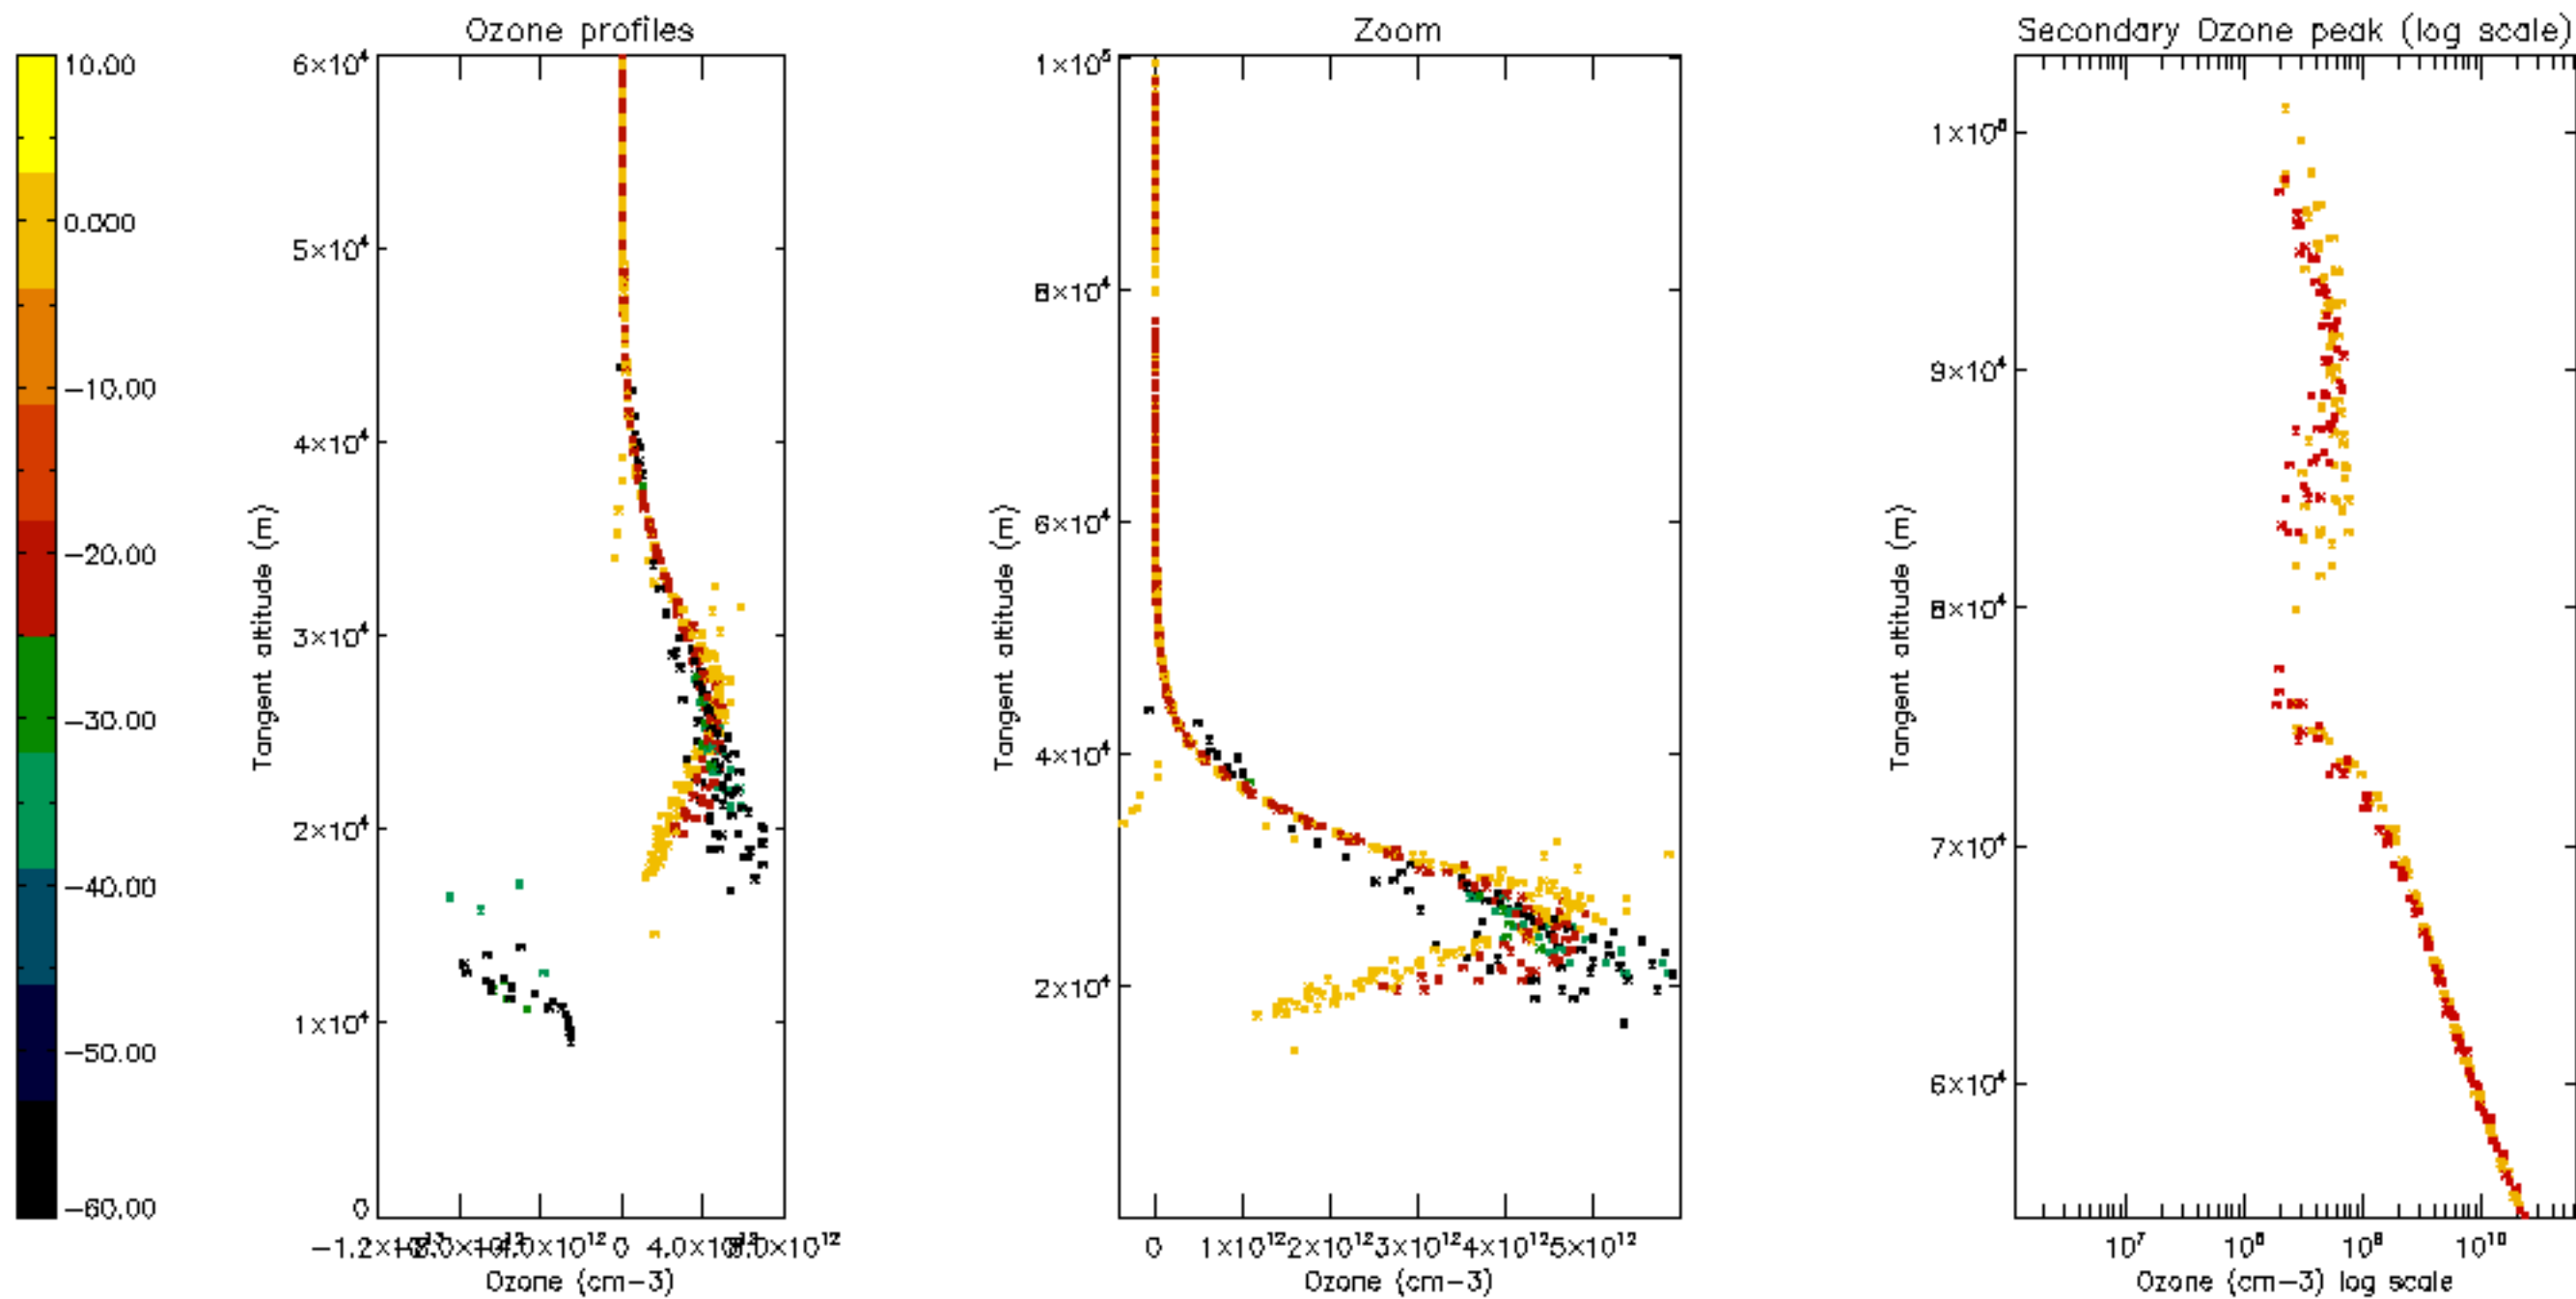 Ozone profiles
Zoom
Secondary Ozone peak (log scale)
10.00
0.000
−10.00
−20.00
−30.00
−40.00
−50.00
−60.00
Tangent altitude (m)
6×10⁴
5×10⁴
4×10⁴
3×10⁴
2×10⁴
1×10⁴
0
0 4.0×10¹²
Ozone (cm−3)
Tangent altitude (m)
1×10⁵
8×10⁴
6×10⁴
4×10⁴
2×10⁴
0 1×10¹² 2×10¹² 3×10¹² 4×10¹² 5×10¹²
Ozone (cm−3)
Tangent altitude (m)
9×10⁴
8×10⁴
7×10⁴
6×10⁴
10⁷ 10⁸ 10⁹ 10¹⁰
Ozone (cm−3) log scale